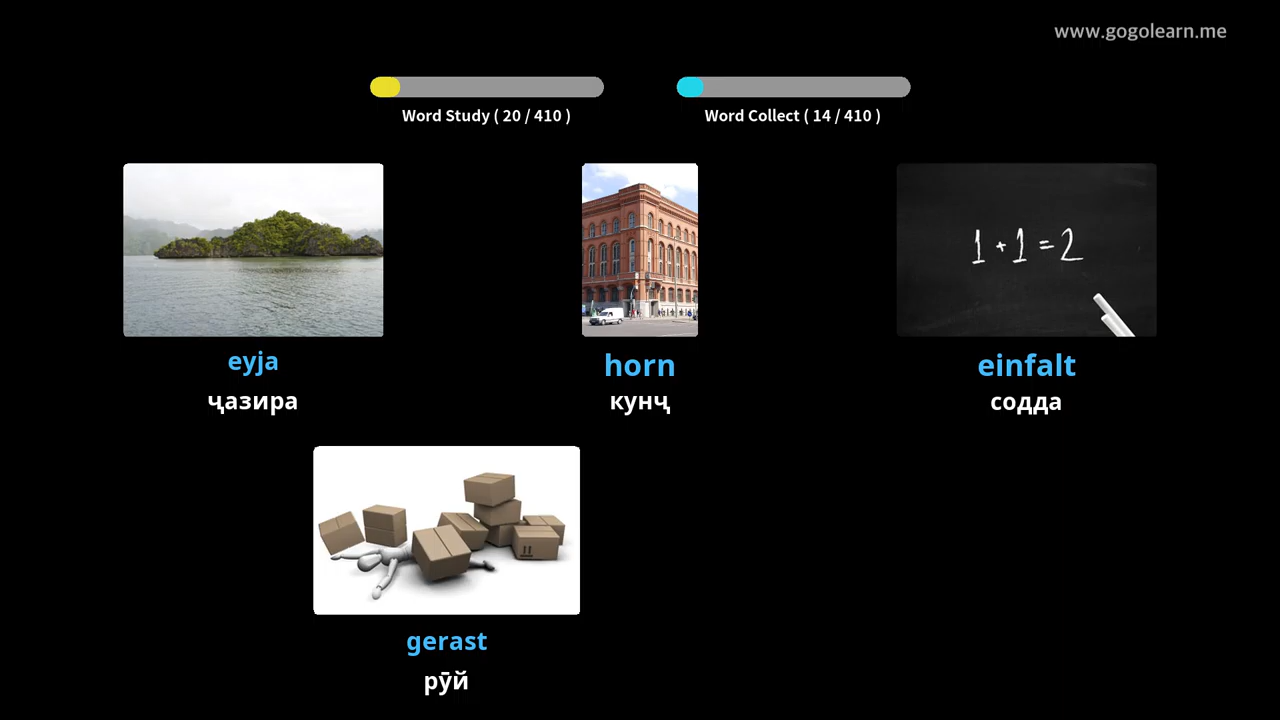 www.gogolearn.me
Word Study ( 20 / 410 )
Word Collect ( 14 / 410 )
1 + 1 = 2
eyja
horn
einfalt
ҷазира
кунҷ
содда
gerast
рӯй